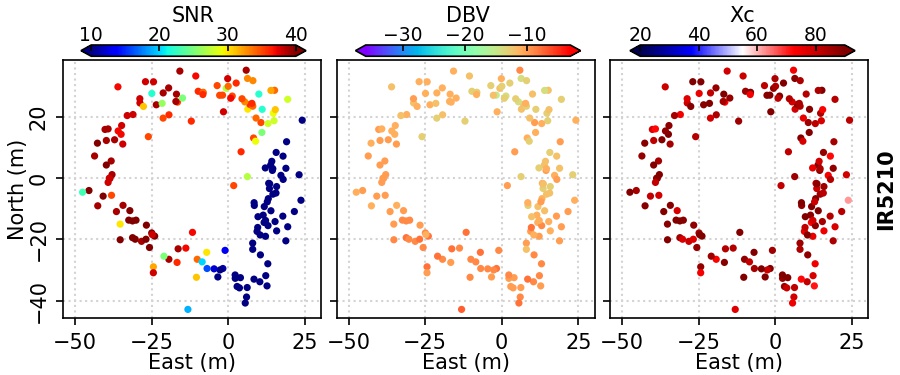 SNR DBV Xc
10 20 30 40 −30 −20 −10 20 40 60 80
20
0
−20
−40
North (m)
IR5210
−50 −25 0 25 −50 −25 0 25 −50 −25 0 25
East (m) East (m) East (m)